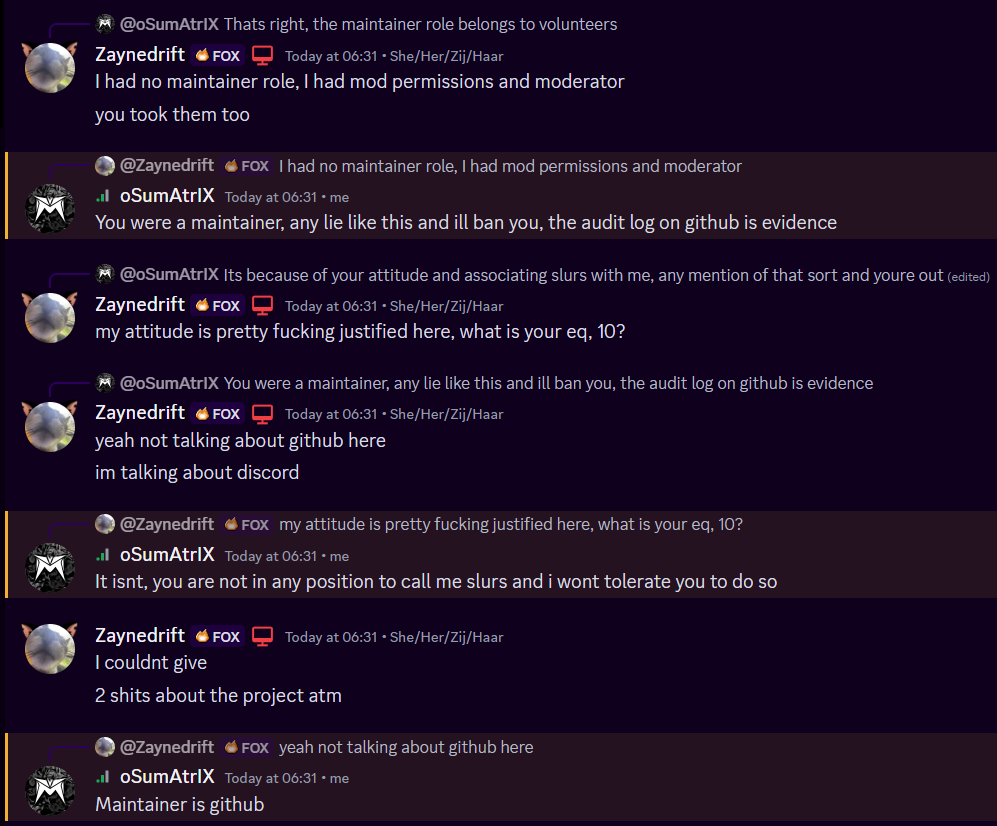 @oSumAtrIX Thats right, the maintainer role belongs to volunteers
Zaynedrift FOX Today at 06:31 • She/Her/Zij/Haar
I had no maintainer role, I had mod permissions and moderator
you took them too
@Zaynedrift FOX I had no maintainer role, I had mod permissions and moderator
oSumAtrIX Today at 06:31 • me
You were a maintainer, any lie like this and ill ban you, the audit log on github is evidence
@oSumAtrIX Its because of your attitude and associating slurs with me, any mention of that sort and youre out (edited)
Zaynedrift FOX Today at 06:31 • She/Her/Zij/Haar
my attitude is pretty fucking justified here, what is your eq, 10?
@oSumAtrIX You were a maintainer, any lie like this and ill ban you, the audit log on github is evidence
Zaynedrift FOX Today at 06:31 • She/Her/Zij/Haar
yeah not talking about github here
im talking about discord
@Zaynedrift FOX my attitude is pretty fucking justified here, what is your eq, 10?
oSumAtrIX Today at 06:31 • me
It isnt, you are not in any position to call me slurs and i wont tolerate you to do so
Zaynedrift FOX Today at 06:31 • She/Her/Zij/Haar
I couldnt give
2 shits about the project atm
@Zaynedrift FOX yeah not talking about github here
oSumAtrIX Today at 06:31 • me
Maintainer is github